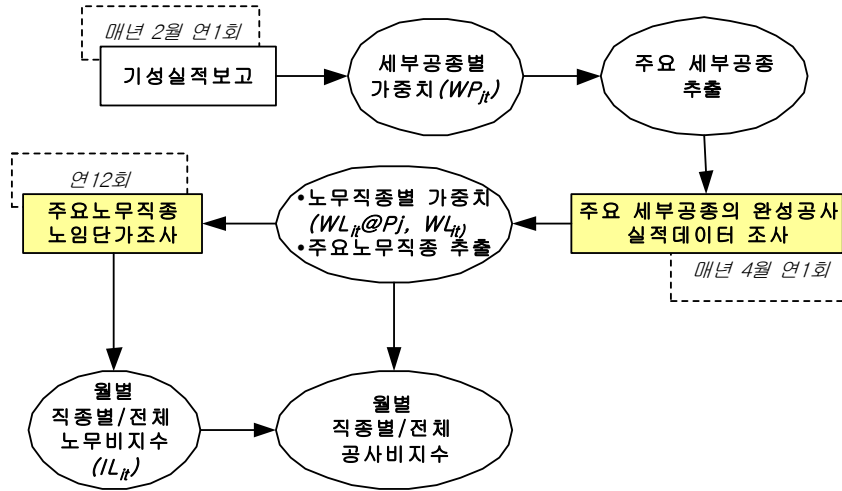 매년 2월 연1회
기성실적보고
세부공종별
가중치(WPjt)
주요 세부공종
추출
연12회
주요노무직종
노임단가조사
•노무직종별 가중치
(WLit@Pj, WLit)
•주요노무직종 추출
주요 세부공종의 완성공사
실적데이터 조사
매년 4월 연1회
월별
직종별/전체
노무비지수
(ILit)
월별
직종별/전체
공사비지수